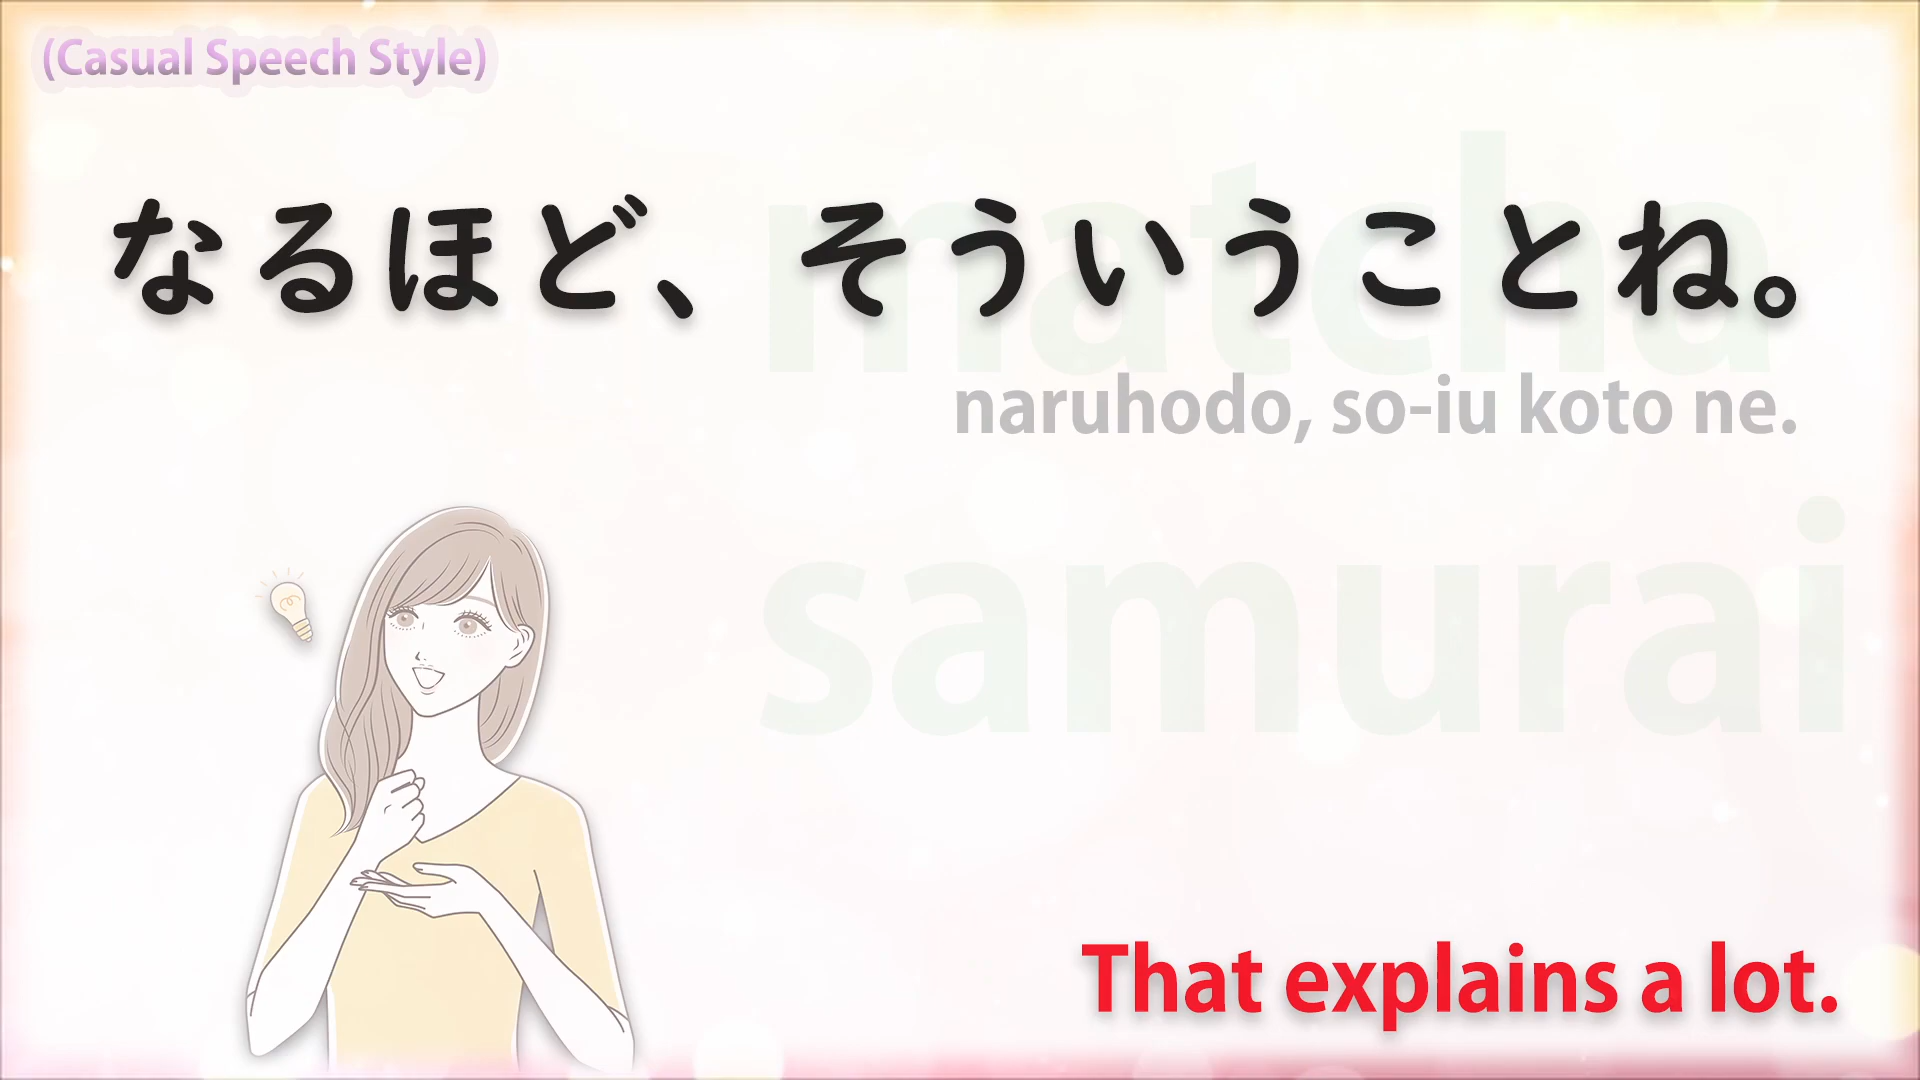 (Casual Speech Style)
なるほど、そういうことね。
naruhodo, so-iu koto ne.
matcha
samurai
That explains a lot.